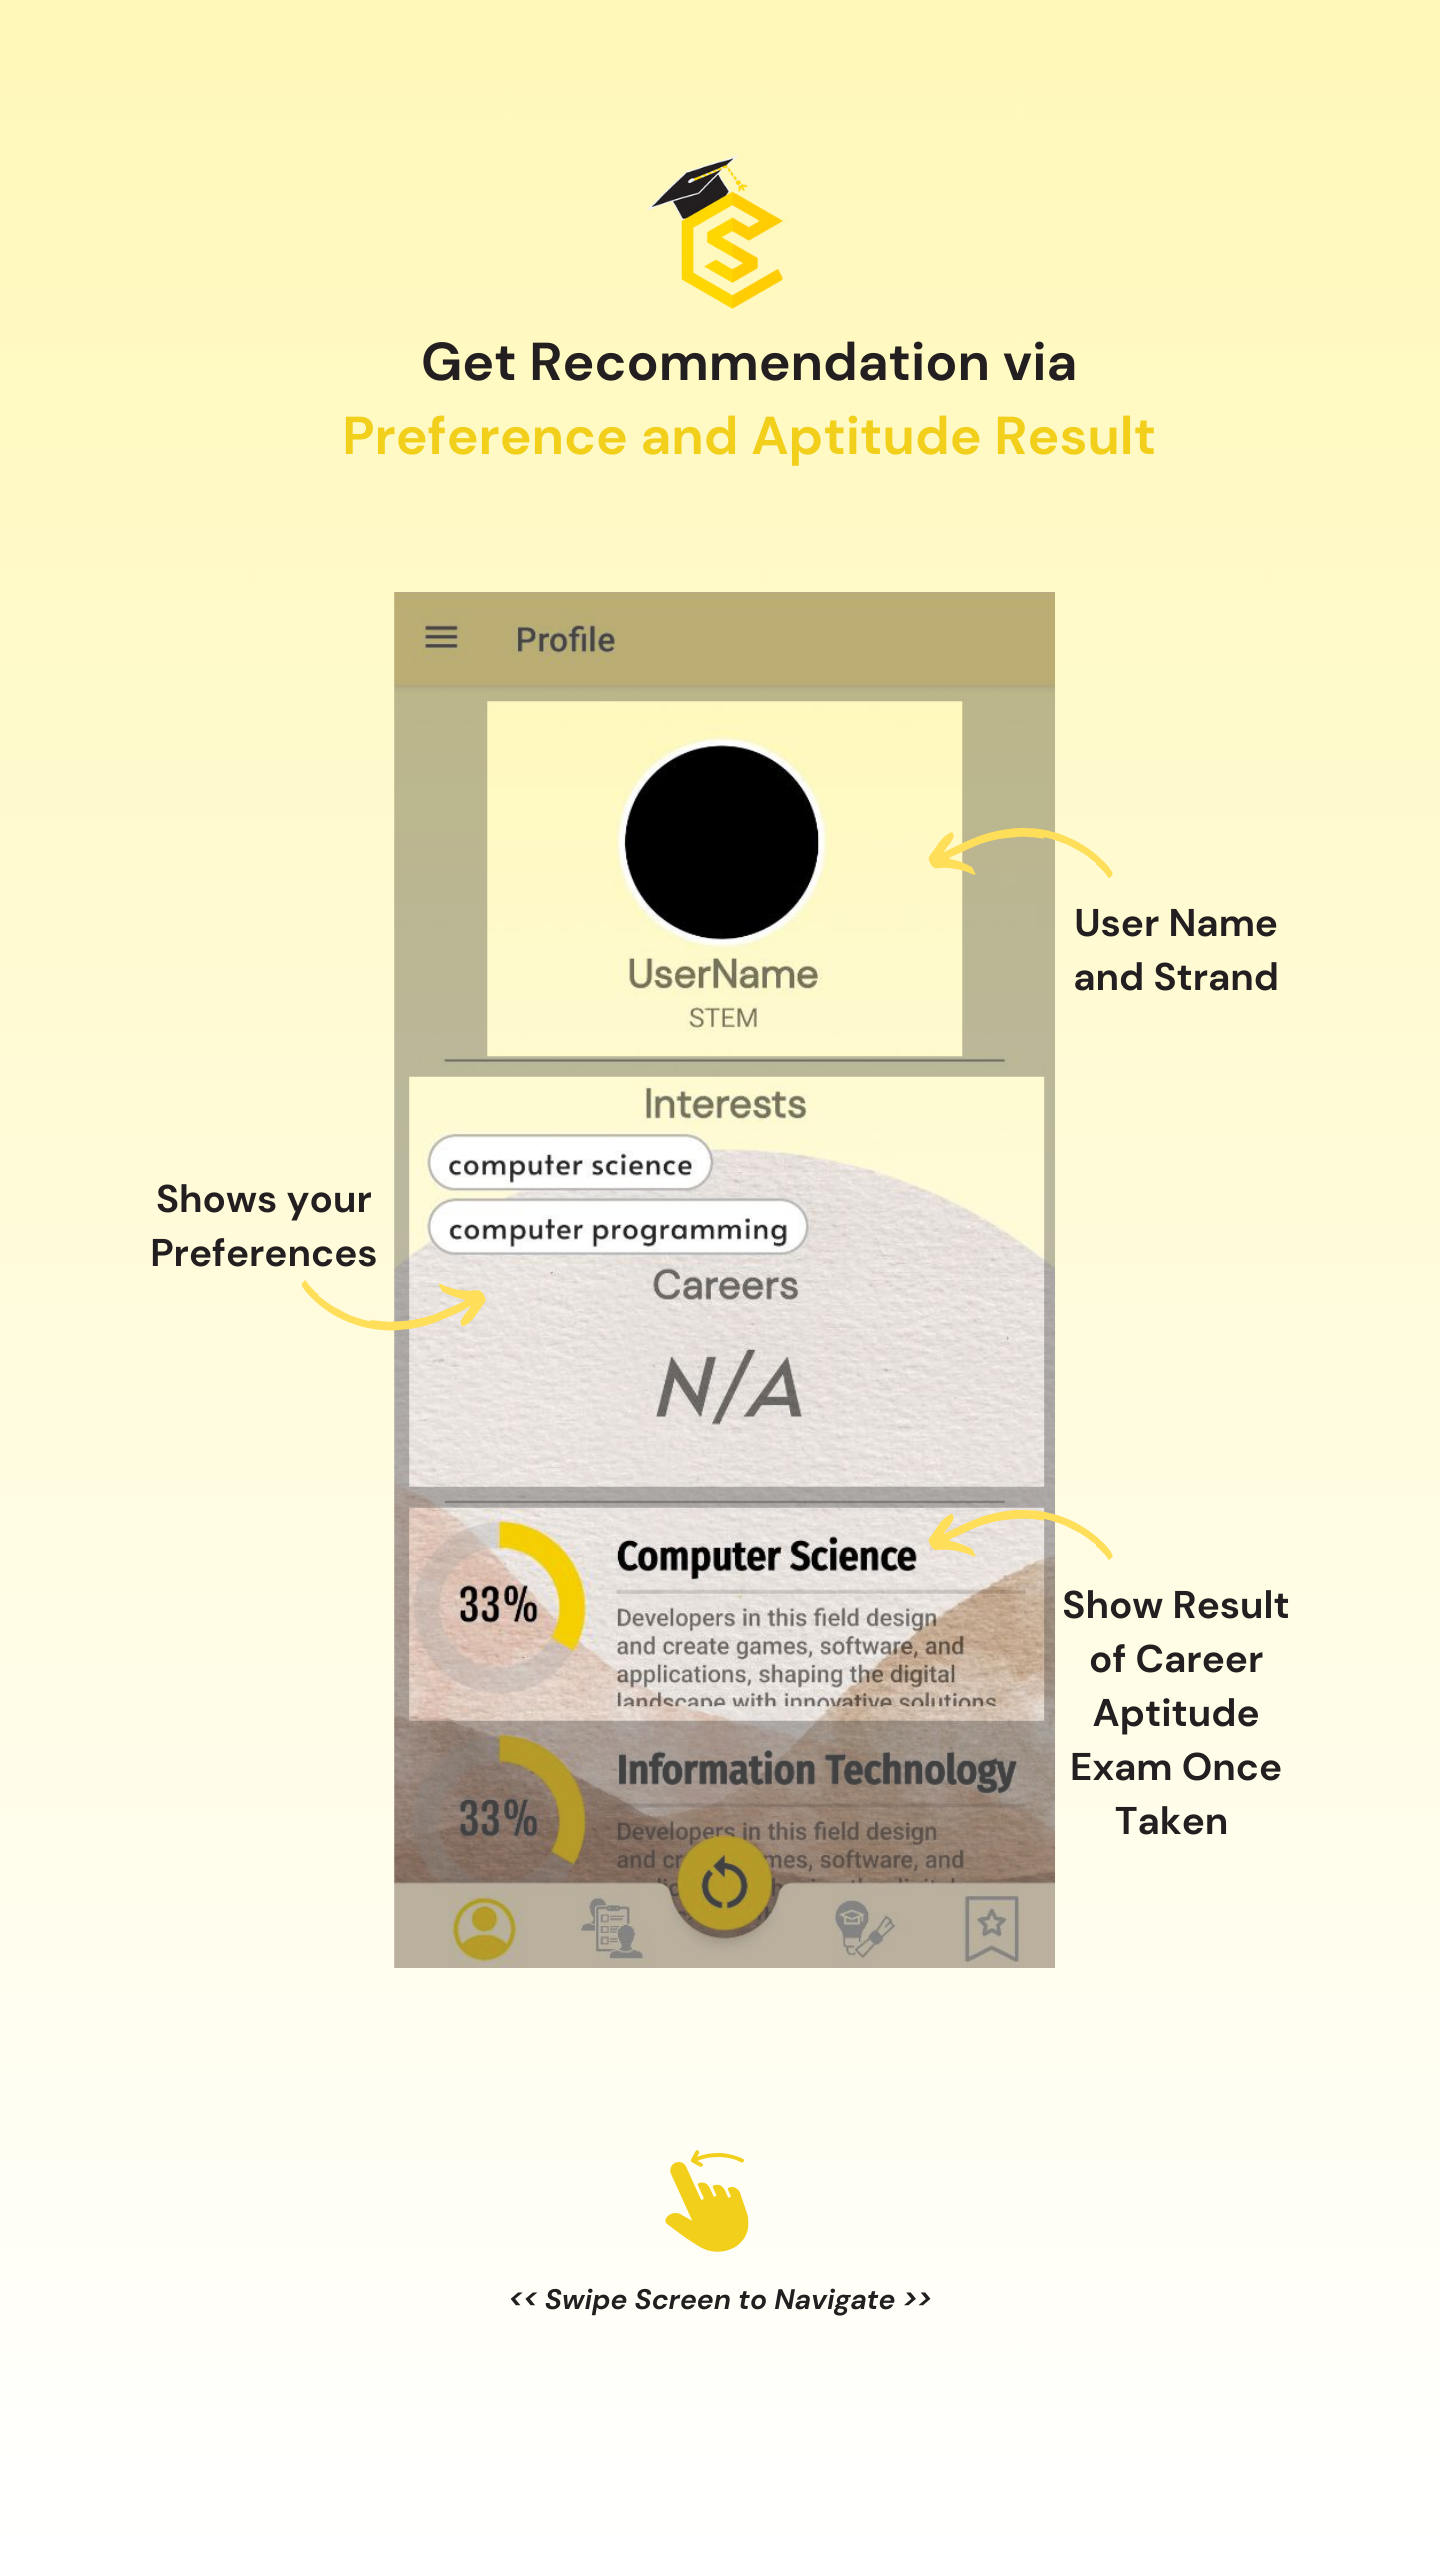 Get Recommendation via
Preference and Aptitude Result
Profile
UserName
STEM
User Name
and Strand
Interests
computer science
computer programming
Shows your
Preferences
Careers
N/A
33%
Computer Science
Developers in this field design
and create games, software, and
applications, shaping the digital
landscape with innovative solutions
Show Result
of Career
Aptitude
Exam Once
Taken
33%
Information Technology
Developers in this field design
and cr mes, software, and
<< Swipe Screen to Navigate >>